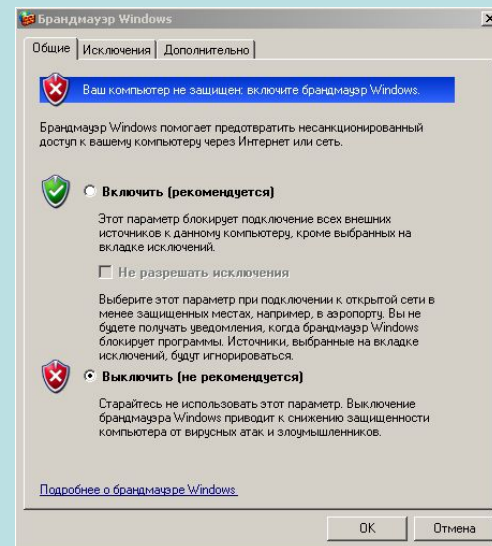 Брандмауэр Windows
Общие Исключения Дополнительно
Ваш компьютер не защищен: включите брандмауэр Windows.
Брандмауэр Windows помогает предотвратить несанкционированный
доступ к вашему компьютеру через Интернет или сеть.
Включить (рекомендуется)
Этот параметр блокирует подключение всех внешних
источников к данному компьютеру, кроме выбранных на
вкладке исключений.
Не разрешать исключения
Выберите этот параметр при подключении к открытой сети в
менее защищенных местах, например, в аэропорту. Вы не
будете получать уведомления, когда брандмауэр Windows
блокирует программы. Источники, выбранные на вкладке
исключений, будут игнорироваться.
Выключить (не рекомендуется)
Старайтесь не использовать этот параметр. Выключение
брандмауэра Windows приводит к снижению защищенности
компьютера от вирусных атак и злоумышленников.
Подробнее о брандмауэре Windows.
OK Отмена